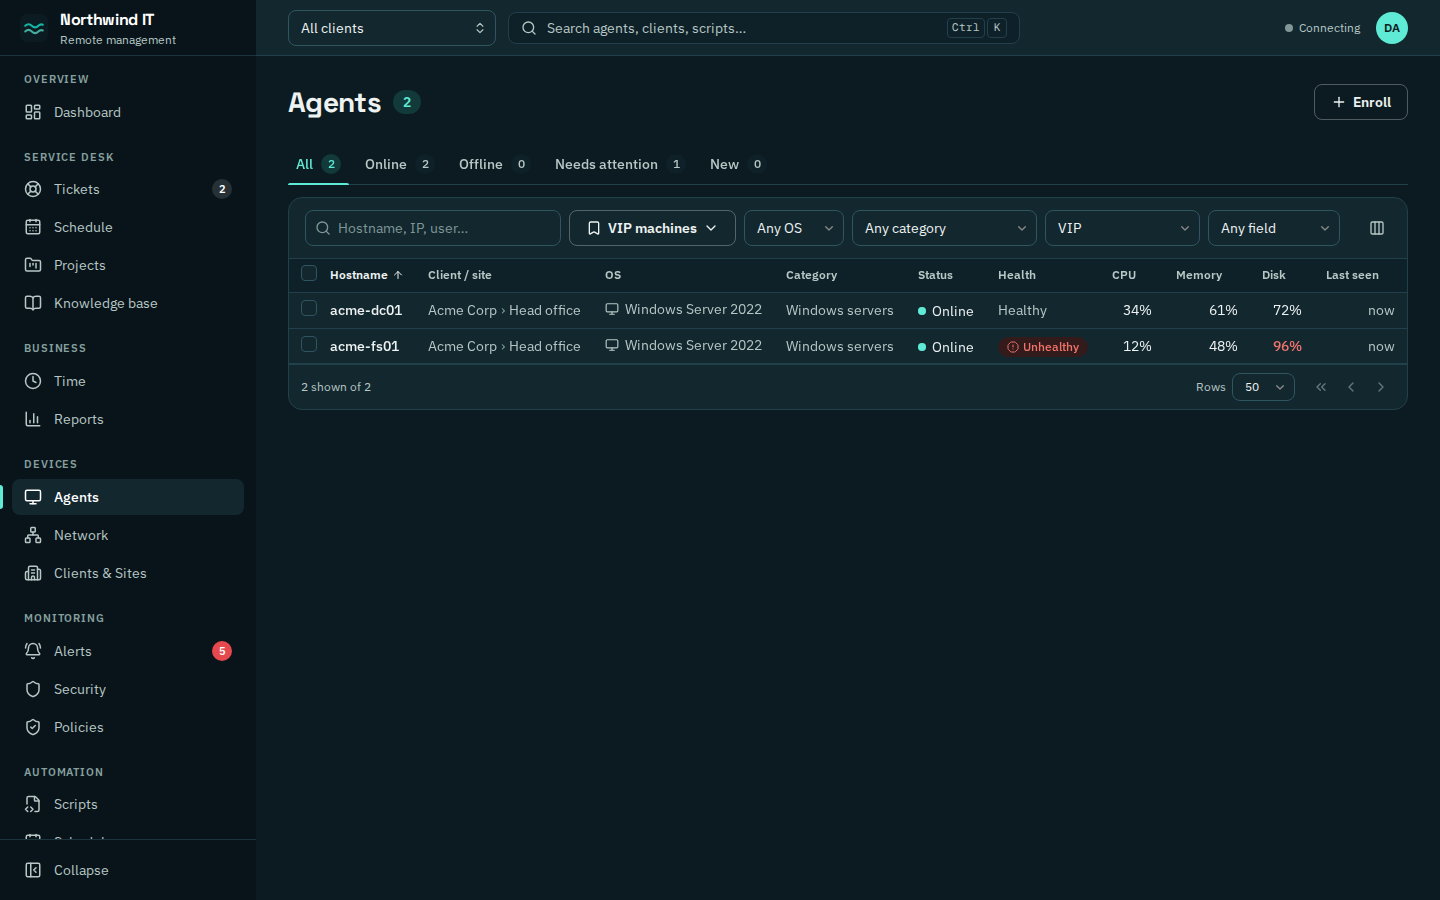 Northwind IT
Remote management
All clients
Search agents, clients, scripts...
Ctrl K
Connecting
DA
OVERVIEW
Dashboard
SERVICE DESK
Tickets 2
Schedule
Projects
Knowledge base
BUSINESS
Time
Reports
DEVICES
Agents
Network
Clients & Sites
MONITORING
Alerts 5
Security
Policies
AUTOMATION
Scripts
Collapse
Agents 2
Enroll
All 2 Online 2 Offline 0 Needs attention 1 New 0
Hostname, IP, user... VIP machines Any OS Any category VIP Any field
Hostname Client / site OS Category Status Health CPU Memory Disk Last seen
acme-dc01 Acme Corp › Head office Windows Server 2022 Windows servers Online Healthy 34% 61% 72% now
acme-fs01 Acme Corp › Head office Windows Server 2022 Windows servers Online Unhealthy 12% 48% 96% now
2 shown of 2 Rows 50